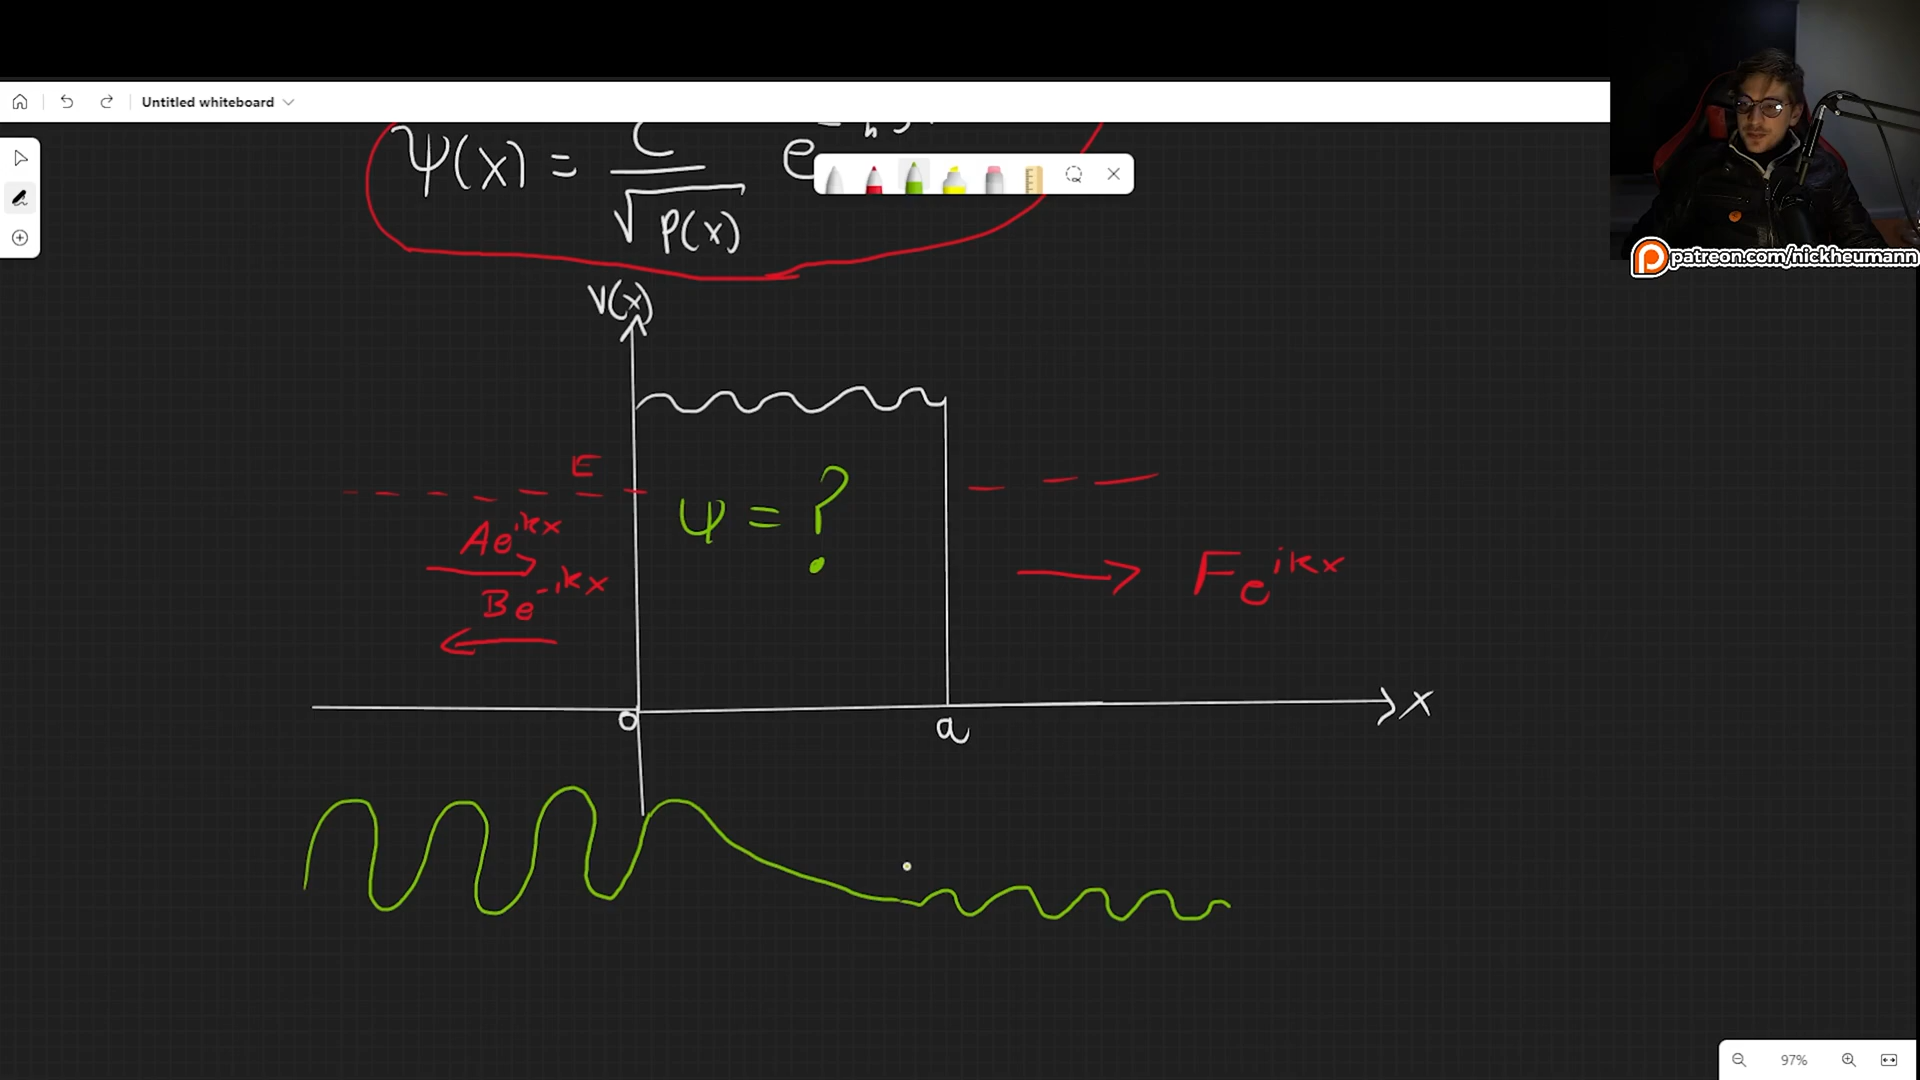 Untitled whiteboard
ψ(x) = C / √p(x) e
V(x)
E
ψ = ?
Ae^ikx
Be^-ikx
Fe^ikx
0
a
x
patreon.com/nickheumann
97%